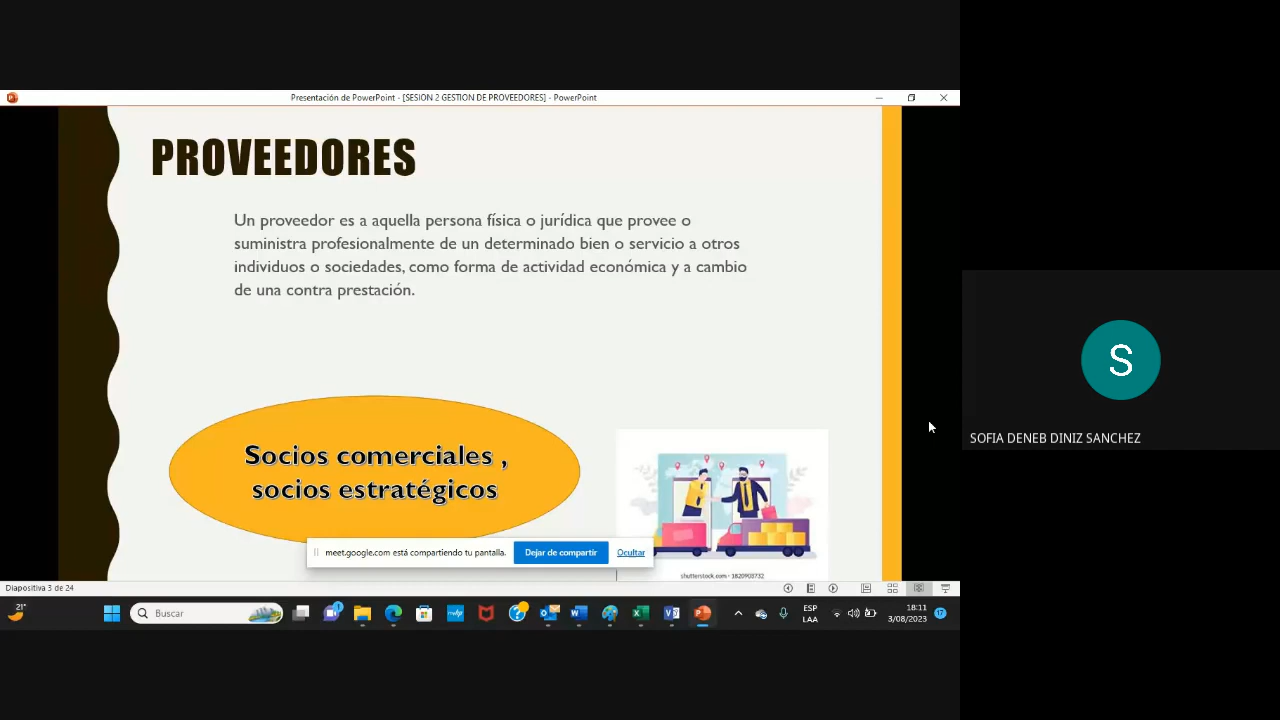 Presentación de PowerPoint - [SESION 2 GESTION DE PROVEEDORES] - PowerPoint
PROVEEDORES
Un proveedor es a aquella persona física o jurídica que provee o
suministra profesionalmente de un determinado bien o servicio a otros
individuos o sociedades, como forma de actividad económica y a cambio
de una contra prestación.
Socios comerciales ,
socios estratégicos
shutterstock.com · 1820903732
meet.google.com está compartiendo tu pantalla.
Dejar de compartir
Ocultar
S
SOFIA DENEB DINIZ SANCHEZ
Diapositiva 3 de 24
21°
Buscar
ESP
LAA
18:11
3/08/2023
17